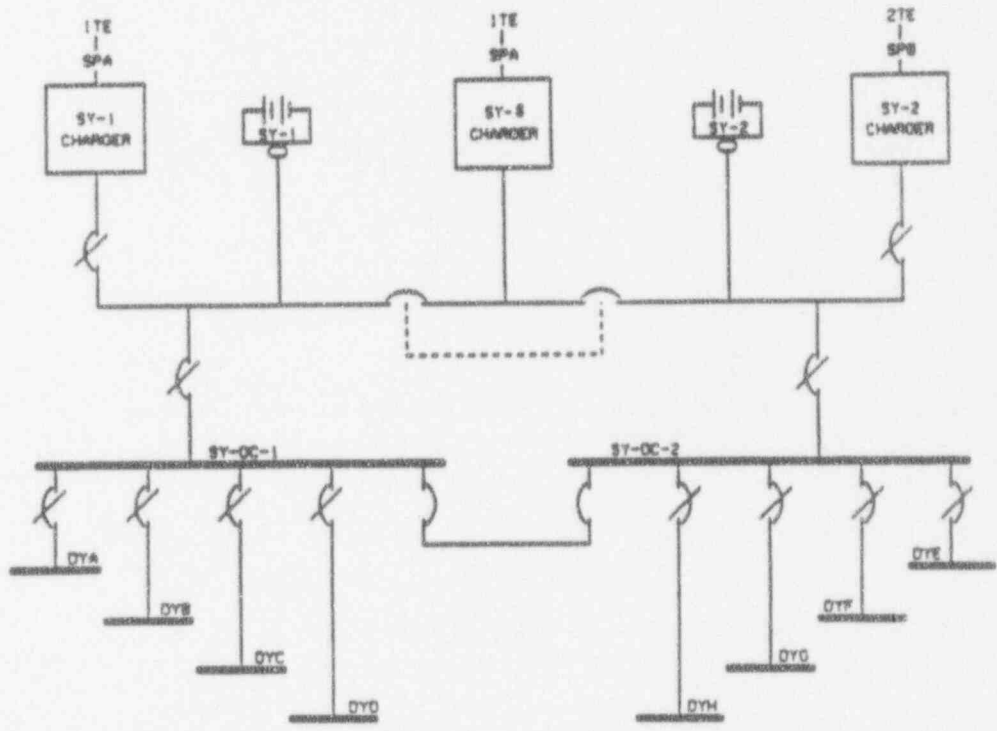 1TE
SPA
SY-1
CHARGER
SY-1
1TE
SPA
SY-S
CHARGER
SY-2
2TE
SPB
SY-2
CHARGER
SY-DC-1
SY-DC-2
DYA
DYB
DYC
DYD
DYH
DYG
DYF
DYE